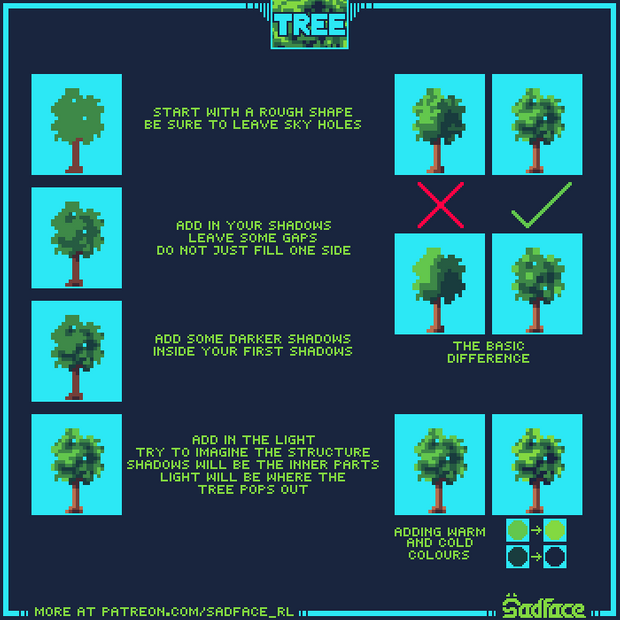 TREE
START WITH A ROUGH SHAPE
BE SURE TO LEAVE SKY HOLES
ADD IN YOUR SHADOWS
LEAVE SOME GAPS
DO NOT JUST FILL ONE SIDE
THE BASIC
DIFFERENCE
ADD SOME DARKER SHADOWS
INSIDE YOUR FIRST SHADOWS
ADD IN THE LIGHT
TRY TO IMAGINE THE STRUCTURE
SHADOWS WILL BE THE INNER PARTS
LIGHT WILL BE WHERE THE
TREE POPS OUT
ADDING WARM
AND COLD
COLOURS
MORE AT PATREON.COM/SADFACE_RL
Sadface